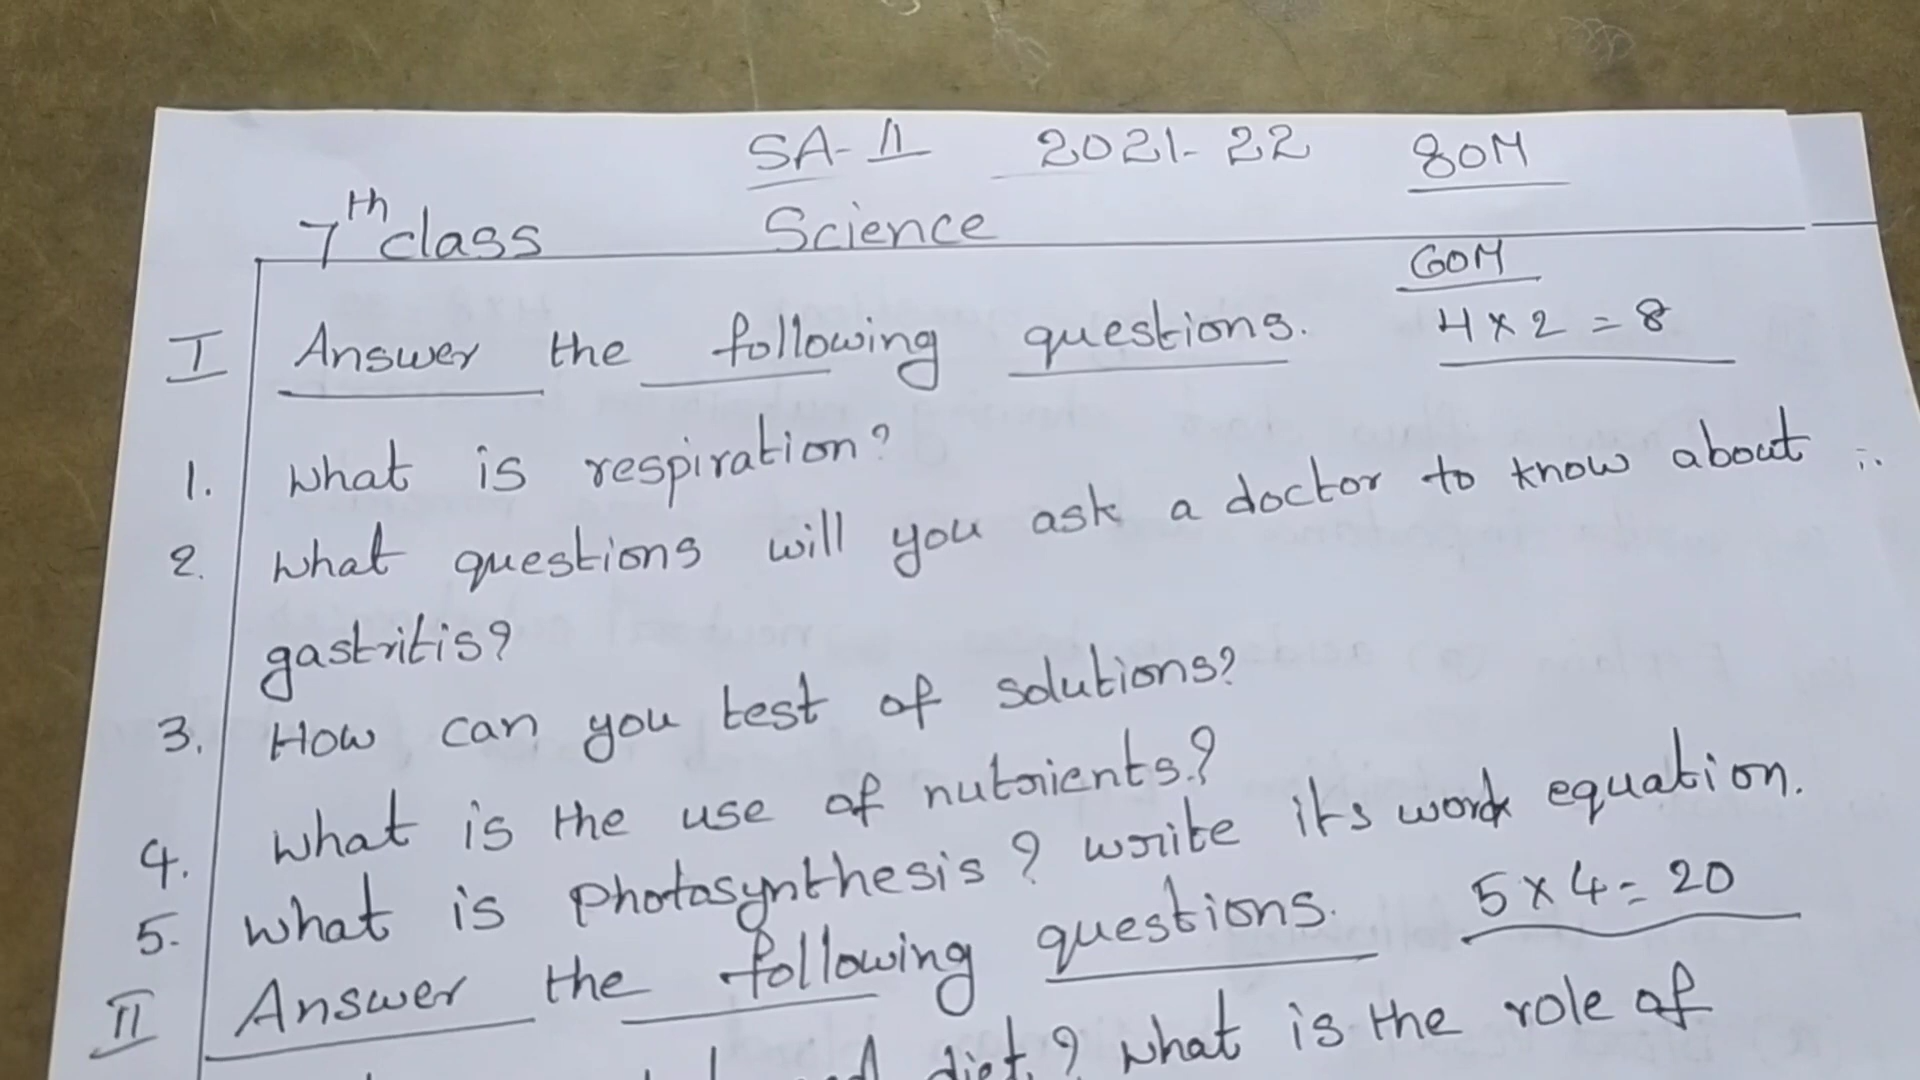 SA-II 2021-22 80M
7th class Science
60M
I Answer the following questions. 4 x 2 = 8
1. What is respiration?
2. What questions will you ask a doctor to know about
gastritis?
3. How can you test of solutions?
4. What is the use of nutrients?
5. What is Photosynthesis? write its word equation.
II Answer the following questions. 5 x 4 = 20
diet? What is the role of